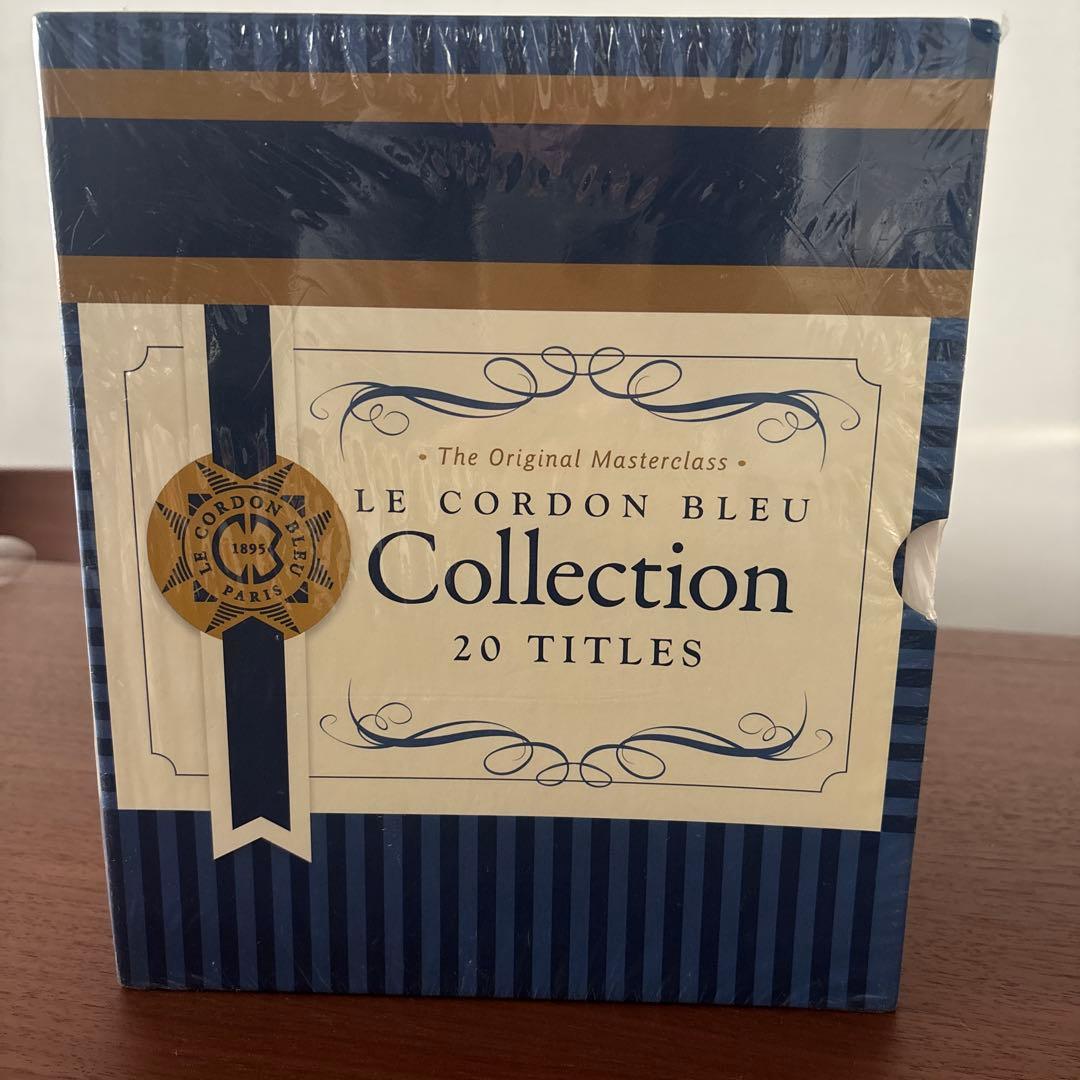 • The Original Masterclass •
LE CORDON BLEU
Collection
20 TITLES
LE CORDON BLEU
1895
PARIS